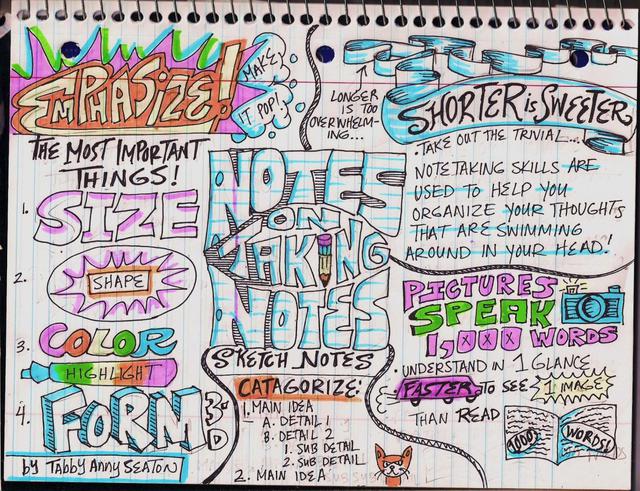 EMPHASIZE!
MAKE
IT POP!
THE MOST IMPORTANT
THINGS!
1. SIZE
2. SHAPE
3. COLOR
HIGHLIGHT
4. FORM 3-D
by TABBY ANNY SEATON
NOTES
ON
TAKING
NOTES
SKETCH NOTES
CATAGORIZE:
1. MAIN IDEA
A. DETAIL 1
B. DETAIL 2
1. SUB DETAIL
2. SUB DETAIL
2. MAIN IDEA
LONGER
IS TOO
OVERWHELM-
ING...
SHORTER is SWEETER
• TAKE OUT THE TRIVIAL...
NOTETAKING SKILLS ARE
USED TO HELP YOU
ORGANIZE YOUR THOUGHTS
THAT ARE SWIMMING
AROUND IN YOUR HEAD!
PICTURES
SPEAK
1,000 WORDS
• UNDERSTAND IN 1 GLANCE
FASTER TO SEE 1 IMAGE
THAN READ
1000 WORDS!